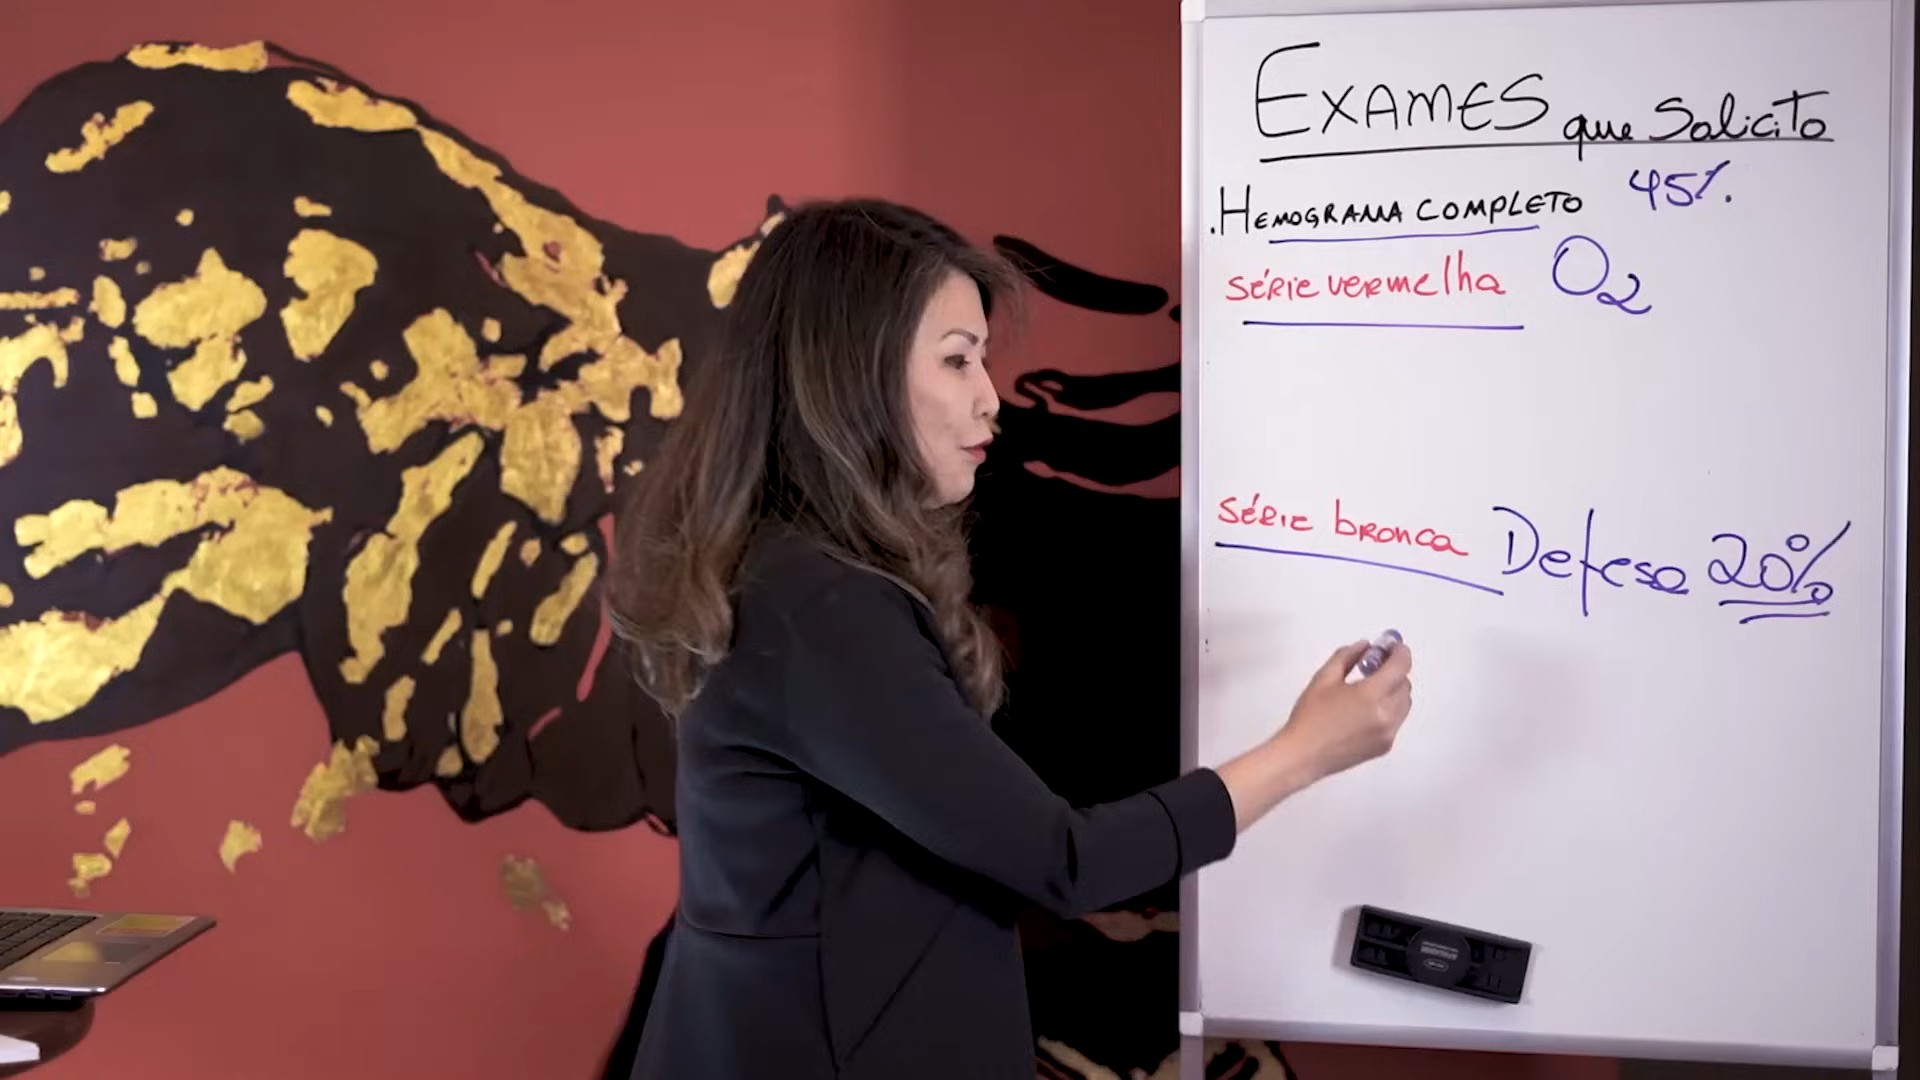 EXAMES que Solicito
.HEMOGRAMA COMPLETO 45%.
SÉRIE VERMELHA O2
SÉRIE bRANCA Defesa 20%